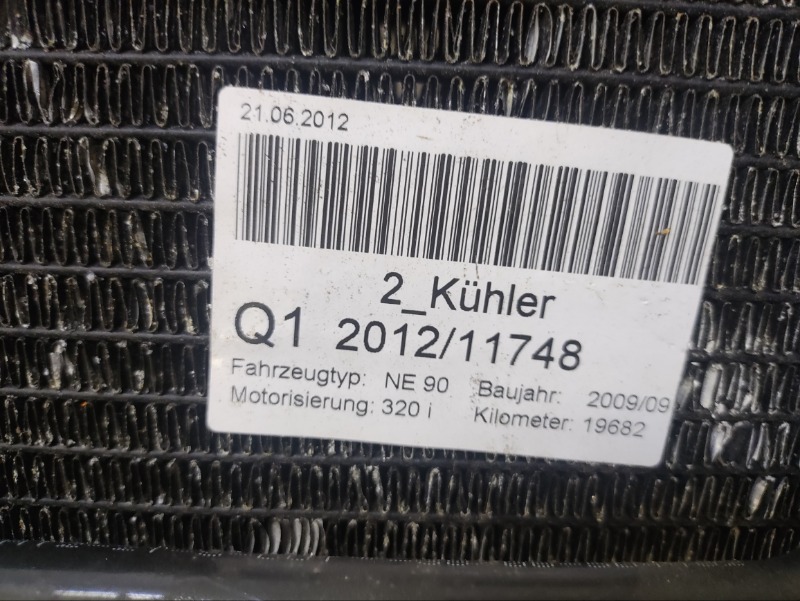 21.06.2012
2_Kühler
Q1 2012/11748
Fahrzeugtyp: NE 90 Baujahr: 2009/09
Motorisierung: 320 i Kilometer: 19682